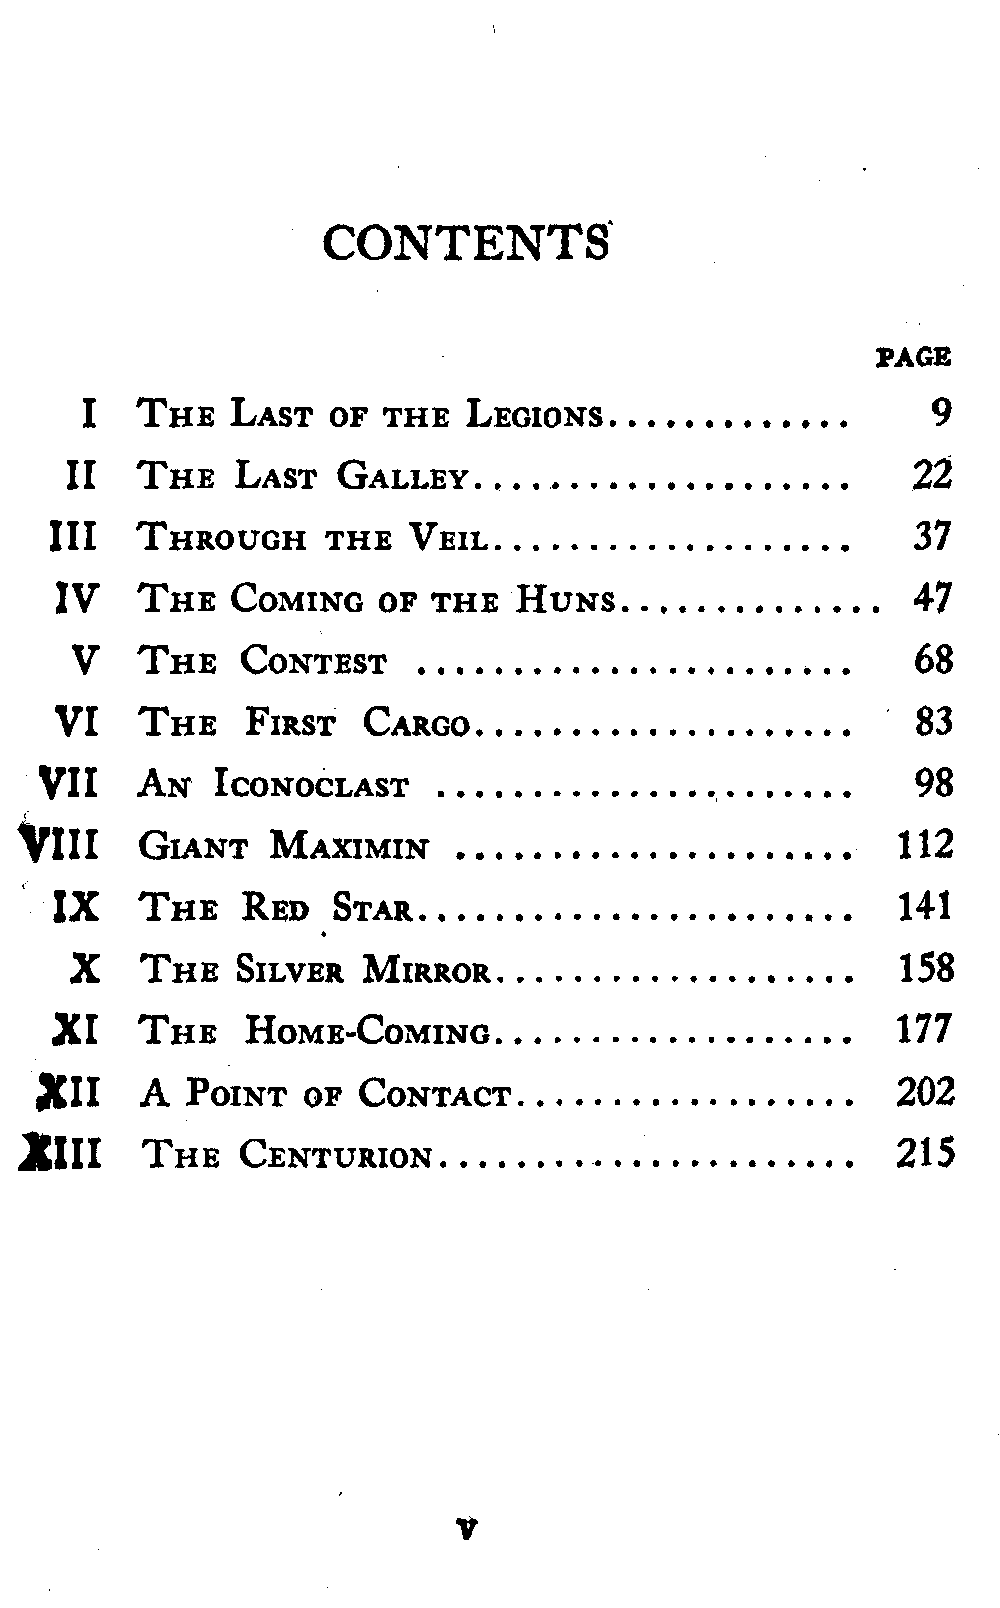 CONTENTS
PAGE
I The Last of the Legions............. 9
II The Last Galley.................... 22
III Through the Veil................... 37
IV The Coming of the Huns.............. 47
V The Contest ....................... 68
VI The First Cargo.................... 83
VII An Iconoclast ...................... 98
VIII Giant Maximin ..................... 112
IX The Red Star....................... 141
X The Silver Mirror................... 158
XI The Home-Coming................... 177
XII A Point of Contact.................. 202
XIII The Centurion...................... 215
v